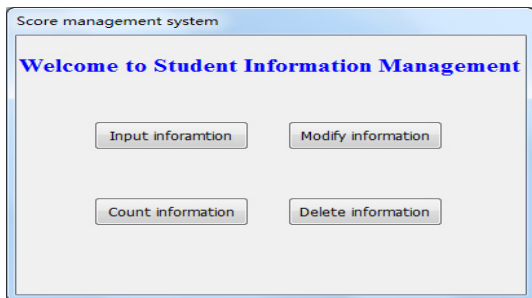 Score management system
Welcome to Student Information Management
Input inforamtion
Modify information
Count information
Delete information